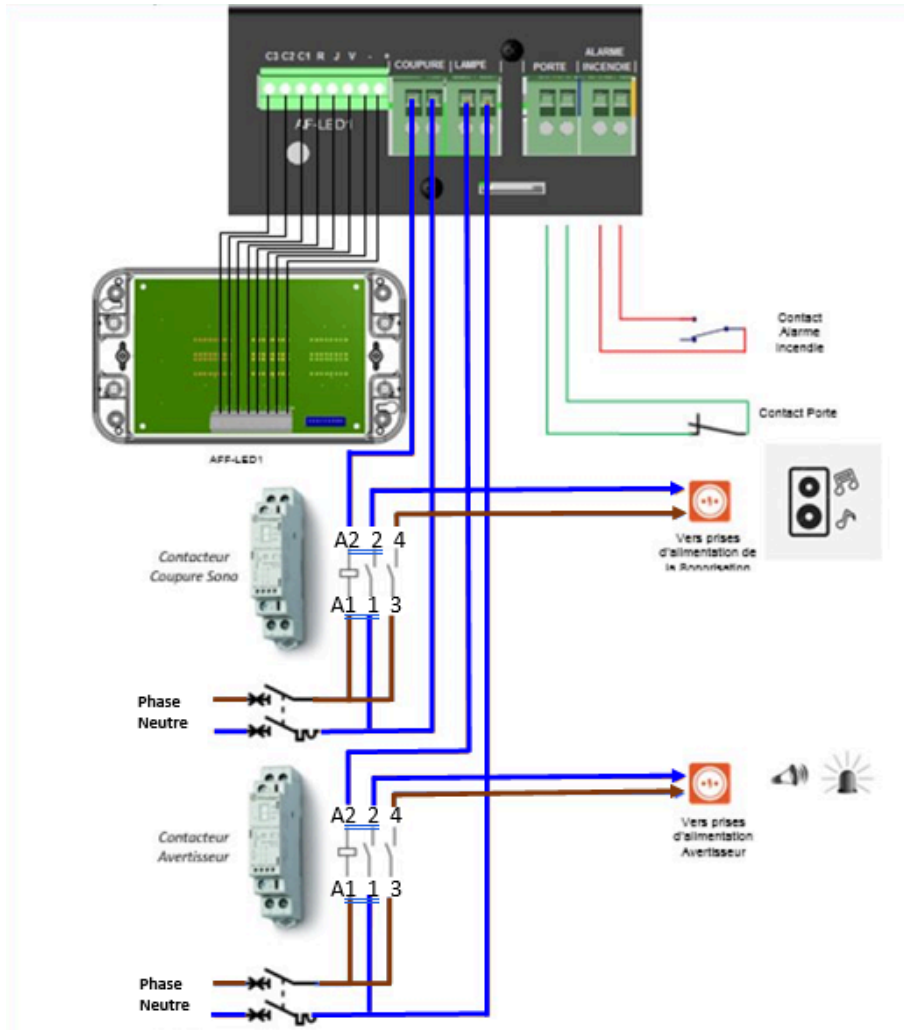 C3 C2 C1 R J V - +
COUPURE | LAMPE |
PORTE
ALARME
INCENDIE
AF-LED1
AFF-LED1
Contact
Alarme
Incendie
Contact Porte
Contacteur
Coupure Sono
A2 2 4
A1 1 3
Vers prises
d'alimentation de
la Sonorisation
Phase
Neutre
Contacteur
Avertisseur
A2 2 4
A1 1 3
Vers prises
d'alimentation
Avertisseur
Phase
Neutre